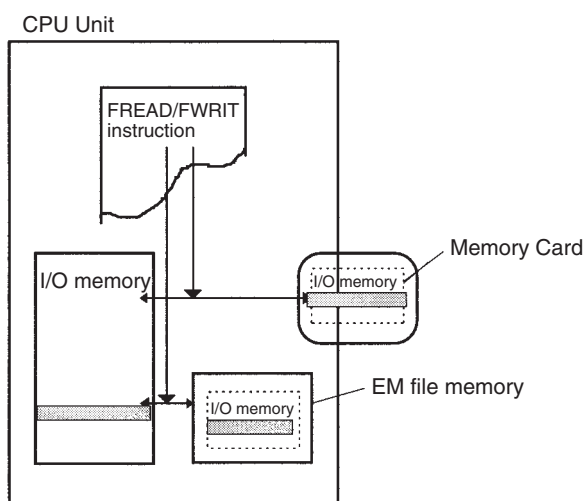 CPU Unit
FREAD/FWRIT
instruction
I/O memory
I/O memory
Memory Card
I/O memory
EM file memory